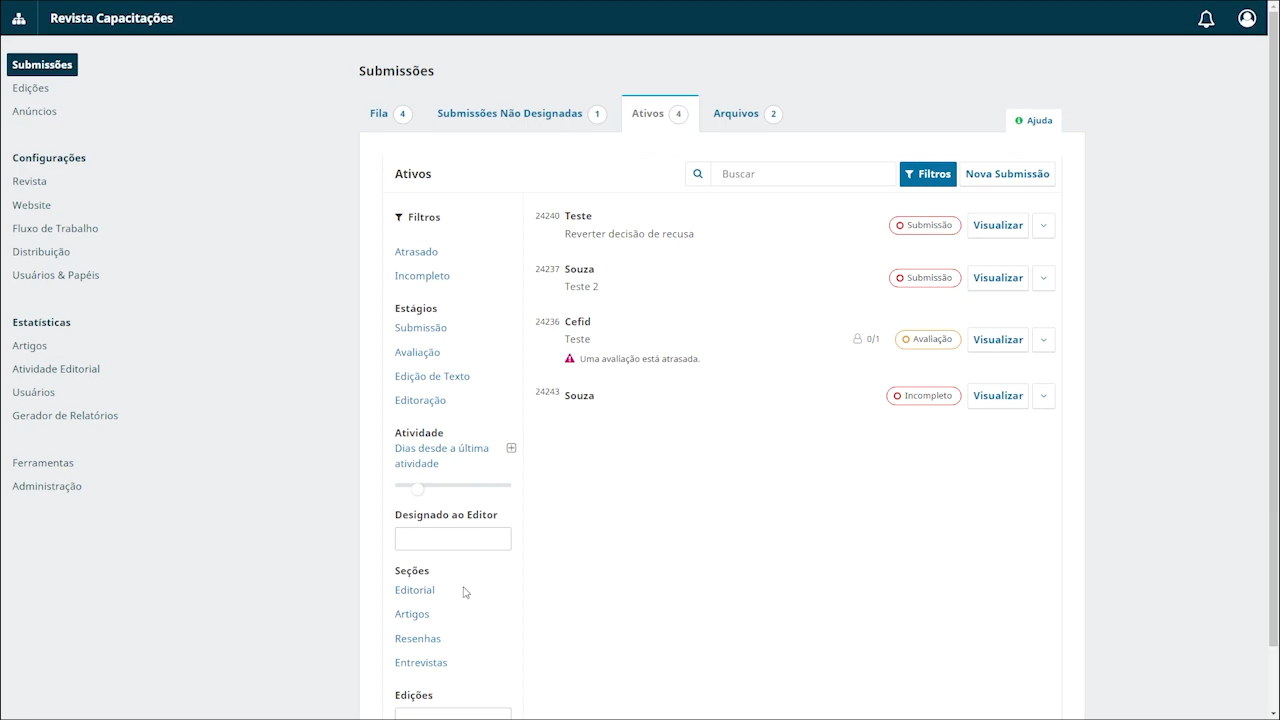 Revista Capacitações
Submissões
Edições
Anúncios
Configurações
Revista
Website
Fluxo de Trabalho
Distribuição
Usuários & Papéis
Estatísticas
Artigos
Atividade Editorial
Usuários
Gerador de Relatórios
Ferramentas
Administração
Submissões
Fila 4
Submissões Não Designadas 1
Ativos 4
Arquivos 2
Ajuda
Ativos
Buscar
Filtros
Nova Submissão
Filtros
Atrasado
Incompleto
Estágios
Submissão
Avaliação
Edição de Texto
Editoração
Atividade
Dias desde a última
atividade
Designado ao Editor
Seções
Editorial
Artigos
Resenhas
Entrevistas
Edições
24240 Teste
Reverter decisão de recusa
Submissão Visualizar
24237 Souza
Teste 2
Submissão Visualizar
24236 Cefid
Teste
0/1 Avaliação Visualizar
Uma avaliação está atrasada.
24243 Souza
Incompleto Visualizar